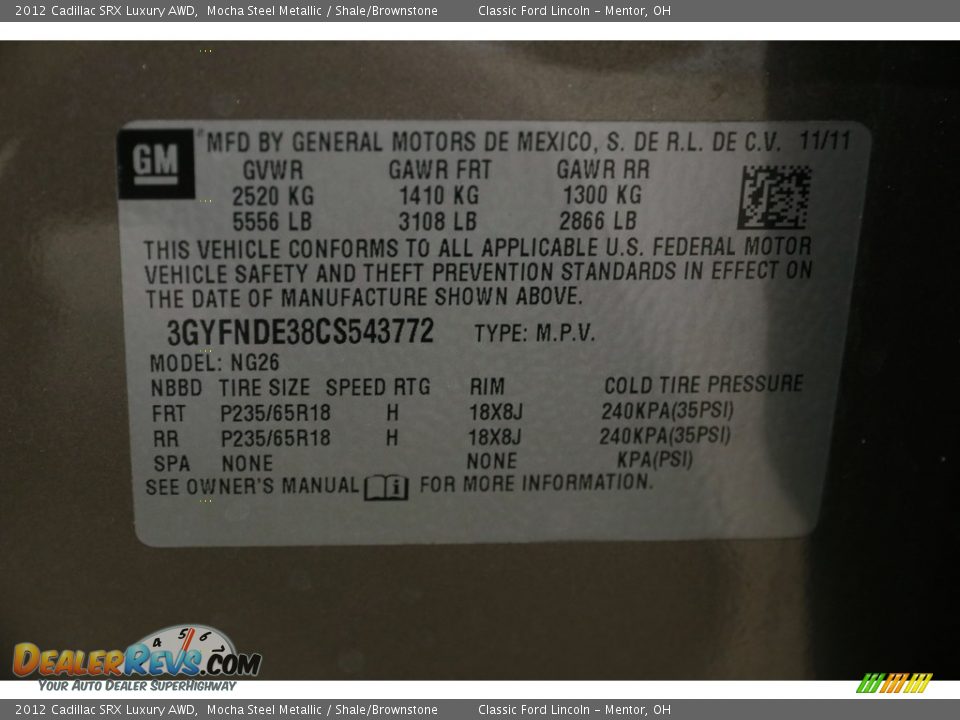 2012 Cadillac SRX Luxury AWD, Mocha Steel Metallic / Shale/Brownstone Classic Ford Lincoln – Mentor, OH
GM MFD BY GENERAL MOTORS DE MEXICO, S. DE R.L. DE C.V. 11/11
GVWR GAWR FRT GAWR RR
2520 KG 1410 KG 1300 KG
5556 LB 3108 LB 2866 LB
THIS VEHICLE CONFORMS TO ALL APPLICABLE U.S. FEDERAL MOTOR
VEHICLE SAFETY AND THEFT PREVENTION STANDARDS IN EFFECT ON
THE DATE OF MANUFACTURE SHOWN ABOVE.
3GYFNDE38CS543772 TYPE: M.P.V.
MODEL: NG26
NBBD TIRE SIZE SPEED RTG RIM COLD TIRE PRESSURE
FRT P235/65R18 H 18X8J 240KPA(35PSI)
RR P235/65R18 H 18X8J 240KPA(35PSI)
SPA NONE NONE KPA(PSI)
SEE OWNER'S MANUAL i FOR MORE INFORMATION.
4 5 6
DEALERREVS.COM
YOUR AUTO DEALER SUPERHIGHWAY
2012 Cadillac SRX Luxury AWD, Mocha Steel Metallic / Shale/Brownstone Classic Ford Lincoln – Mentor, OH